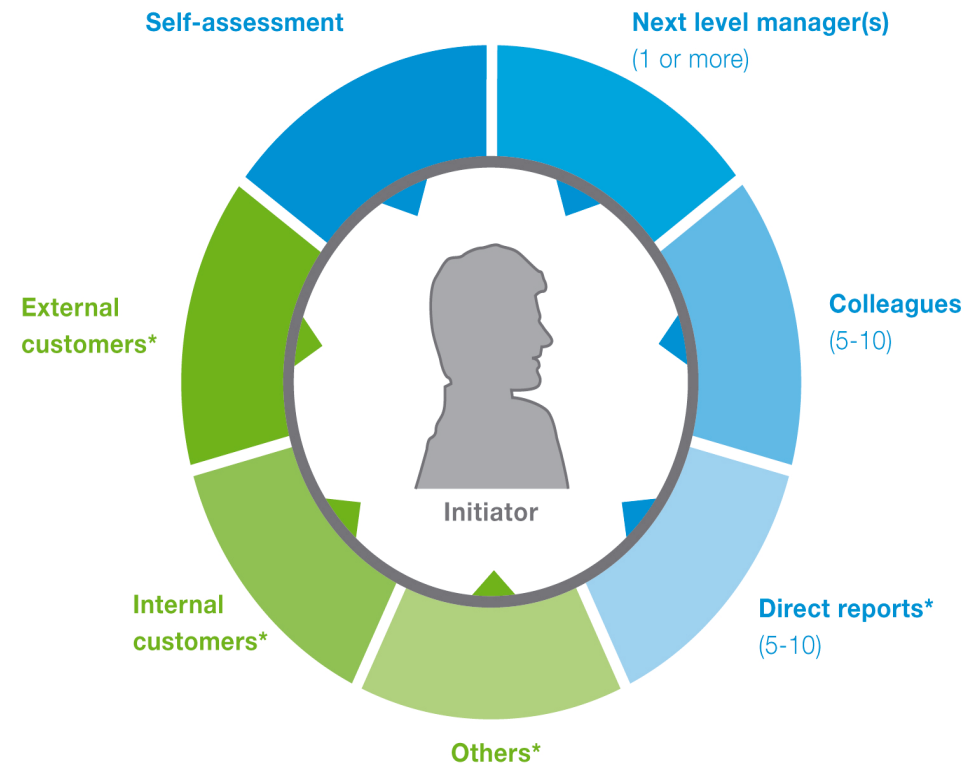 Self-assessment
Next level manager(s)
(1 or more)
External
customers*
Colleagues
(5-10)
Initiator
Internal
customers*
Direct reports*
(5-10)
Others*